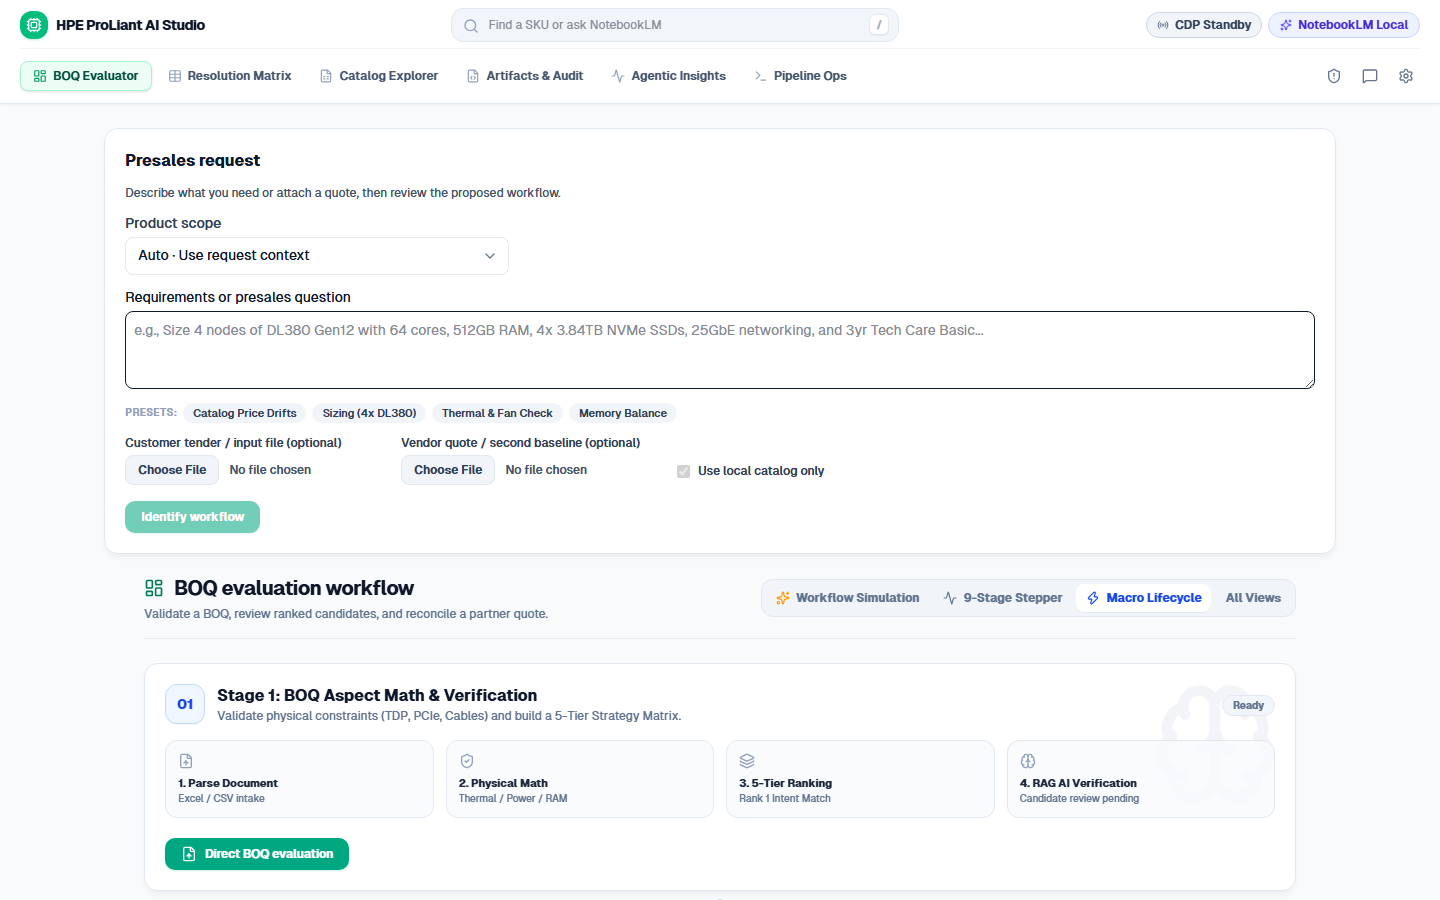 HPE ProLiant AI Studio
Find a SKU or ask NotebookLM
/
CDP Standby
NotebookLM Local
BOQ Evaluator
Resolution Matrix
Catalog Explorer
Artifacts & Audit
Agentic Insights
Pipeline Ops
Presales request
Describe what you need or attach a quote, then review the proposed workflow.
Product scope
Auto · Use request context
Requirements or presales question
e.g., Size 4 nodes of DL380 Gen12 with 64 cores, 512GB RAM, 4x 3.84TB NVMe SSDs, 25GbE networking, and 3yr Tech Care Basic...
PRESETS:
Catalog Price Drifts
Sizing (4x DL380)
Thermal & Fan Check
Memory Balance
Customer tender / input file (optional)
Choose File No file chosen
Vendor quote / second baseline (optional)
Choose File No file chosen
Use local catalog only
Identify workflow
BOQ evaluation workflow
Validate a BOQ, review ranked candidates, and reconcile a partner quote.
Workflow Simulation
9-Stage Stepper
Macro Lifecycle
All Views
01
Stage 1: BOQ Aspect Math & Verification
Validate physical constraints (TDP, PCIe, Cables) and build a 5-Tier Strategy Matrix.
Ready
1. Parse Document
Excel / CSV intake
2. Physical Math
Thermal / Power / RAM
3. 5-Tier Ranking
Rank 1 Intent Match
4. RAG AI Verification
Candidate review pending
Direct BOQ evaluation